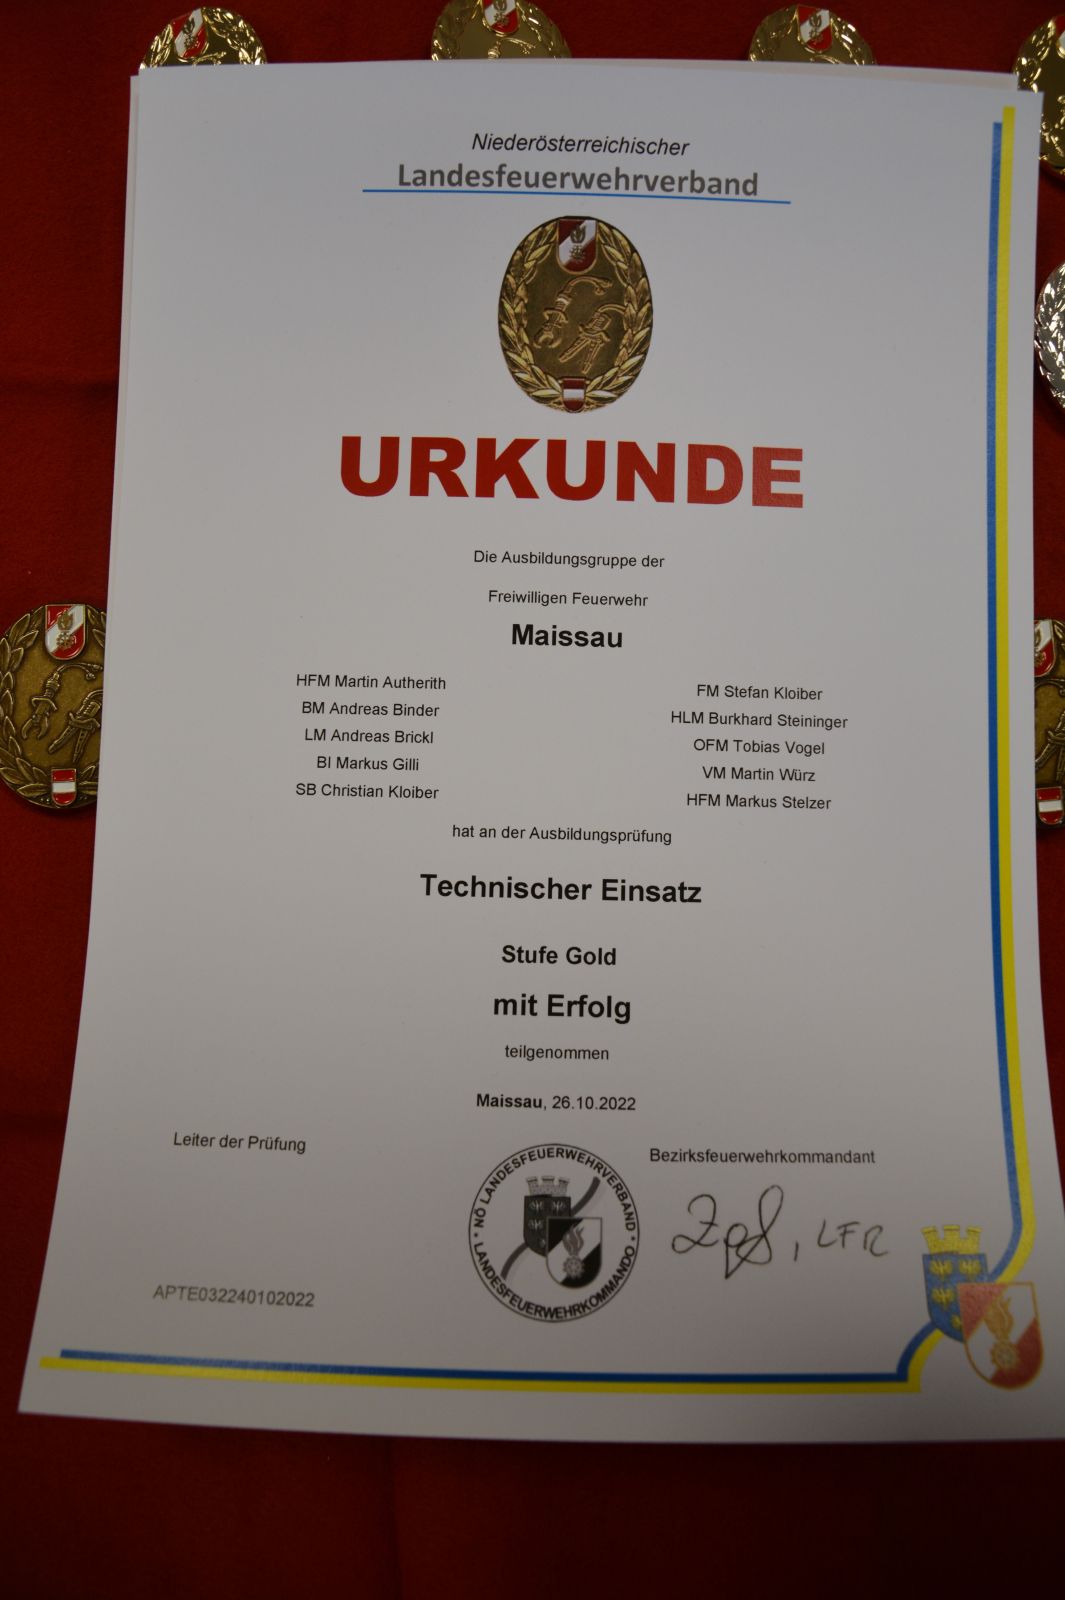 Niederösterreichischer
Landesfeuerwehrverband
URKUNDE
Die Ausbildungsgruppe der
Freiwilligen Feuerwehr
Maissau
HFM Martin Autherith
BM Andreas Binder
LM Andreas Brickl
BI Markus Gilli
SB Christian Kloiber
FM Stefan Kloiber
HLM Burkhard Steininger
OFM Tobias Vogel
VM Martin Würz
HFM Markus Stelzer
hat an der Ausbildungsprüfung
Technischer Einsatz
Stufe Gold
mit Erfolg
teilgenommen
Maissau, 26.10.2022
Leiter der Prüfung
Bezirksfeuerwehrkommandant
* NÖ LANDESFEUERWEHRVERBAND *
LANDESFEUERWEHRKOMMANDO
, LFR
APTE032240102022